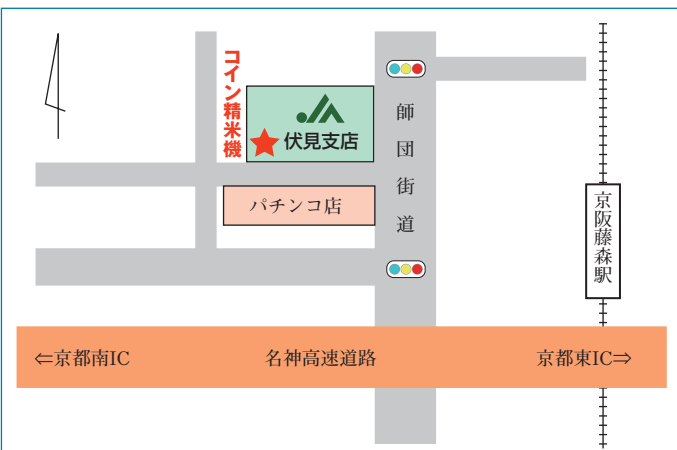 コイン精米機
JA
伏見支店
師団街道
パチンコ店
京阪藤森駅
⇐京都南IC
名神高速道路
京都東IC⇒